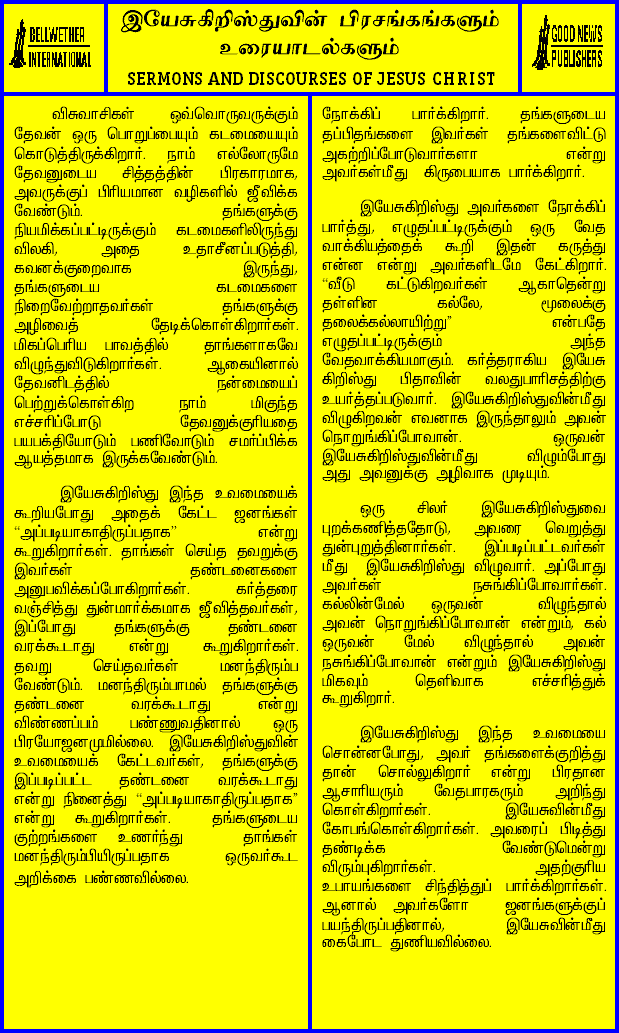 BELLWETHER
INTERNATIONAL
இயேசுகிறிஸ்துவின் பிரசங்கங்களும்
உரையாடல்களும்
SERMONS AND DISCOURSES OF JESUS CHRIST
GOOD NEWS
PUBLISHERS
விசுவாசிகள் ஒவ்வொருவருக்கும்
தேவன் ஒரு பொறுப்பையும் கடமையையும்
கொடுத்திருக்கிறார். நாம் எல்லோருமே
தேவனுடைய சித்தத்தின் பிரகாரமாக,
அவருக்குப் பிரியமான வழிகளில் ஜீவிக்க
வேண்டும். தங்களுக்கு
நியமிக்கப்பட்டிருக்கும் கடமைகளிலிருந்து
விலகி, அதை உதாசீனப்படுத்தி,
கவனக்குறைவாக இருந்து,
தங்களுடைய கடமைகளை
நிறைவேற்றாதவர்கள் தங்களுக்கு
அழிவைத் தேடிக்கொள்கிறார்கள்.
மிகப்பெரிய பாவத்தில் தாங்களாகவே
விழுந்துவிடுகிறார்கள். ஆகையினால்
தேவனிடத்தில் நன்மையைப்
பெற்றுக்கொள்கிற நாம் மிகுந்த
எச்சரிப்போடு தேவனுக்குரியதை
பயபக்தியோடும் பணிவோடும் சமர்ப்பிக்க
ஆயத்தமாக இருக்கவேண்டும்.
இயேசுகிறிஸ்து இந்த உவமையைக்
கூறியபோது அதைக் கேட்ட ஜனங்கள்
“அப்படியாகாதிருப்பதாக” என்று
கூறுகிறார்கள். தாங்கள் செய்த தவறுக்கு
இவர்கள் தண்டனைகளை
அனுபவிக்கப்போகிறார்கள். கர்த்தரை
வஞ்சித்து துன்மார்க்கமாக ஜீவித்தவர்கள்,
இப்போது தங்களுக்கு தண்டனை
வரக்கூடாது என்று கூறுகிறார்கள்.
தவறு செய்தவர்கள் மனந்திரும்ப
வேண்டும். மனந்திரும்பாமல் தங்களுக்கு
தண்டனை வரக்கூடாது என்று
விண்ணப்பம் பண்ணுவதினால் ஒரு
பிரயோஜனமுமில்லை. இயேசுகிறிஸ்துவின்
உவமையைக் கேட்டவர்கள், தங்களுக்கு
இப்படிப்பட்ட தண்டனை வரக்கூடாது
என்று நினைத்து “அப்படியாகாதிருப்பதாக”
என்று கூறுகிறார்கள். தங்களுடைய
குற்றங்களை உணர்ந்து தாங்கள்
மனந்திரும்பியிருப்பதாக ஒருவர்கூட
அறிக்கை பண்ணவில்லை.
நோக்கிப் பார்க்கிறார். தங்களுடைய
தப்பிதங்களை இவர்கள் தங்களைவிட்டு
அகற்றிப்போடுவார்களா என்று
அவர்கள்மீது கிருபையாக பார்க்கிறார்.
இயேசுகிறிஸ்து அவர்களை நோக்கிப்
பார்த்து, எழுதப்பட்டிருக்கும் ஒரு வேத
வாக்கியத்தைக் கூறி இதன் கருத்து
என்ன என்று அவர்களிடமே கேட்கிறார்.
“வீடு கட்டுகிறவர்கள் ஆகாதென்று
தள்ளின கல்லே, மூலைக்கு
தலைக்கல்லாயிற்று” என்பதே
எழுதப்பட்டிருக்கும் அந்த
வேதவாக்கியமாகும். கர்த்தராகிய இயேசு
கிறிஸ்து பிதாவின் வலதுபாரிசத்திற்கு
உயர்த்தப்படுவார். இயேசுகிறிஸ்துவின்மீது
விழுகிறவன் எவனாக இருந்தாலும் அவன்
நொறுங்கிப்போவான். ஒருவன்
இயேசுகிறிஸ்துவின்மீது விழும்போது
அது அவனுக்கு அழிவாக முடியும்.
ஒரு சிலர் இயேசுகிறிஸ்துவை
புறக்கணித்ததோடு, அவரை வெறுத்து
துன்புறுத்தினார்கள். இப்படிப்பட்டவர்கள்
மீது இயேசுகிறிஸ்து விழுவார். அப்போது
அவர்கள் நசுங்கிப்போவார்கள்.
கல்லின்மேல் ஒருவன் விழுந்தால்
அவன் நொறுங்கிப்போவான் என்றும், கல்
ஒருவன் மேல் விழுந்தால் அவன்
நசுங்கிப்போவான் என்றும் இயேசுகிறிஸ்து
மிகவும் தெளிவாக எச்சரித்துக்
கூறுகிறார்.
இயேசுகிறிஸ்து இந்த உவமையை
சொன்னபோது, அவர் தங்களைக்குறித்து
தான் சொல்லுகிறார் என்று பிரதான
ஆசாரியரும் வேதபாரகரும் அறிந்து
கொள்கிறார்கள். இயேசுவின்மீது
கோபங்கொள்கிறார்கள். அவரைப் பிடித்து
தண்டிக்க வேண்டுமென்று
விரும்புகிறார்கள். அதற்குரிய
உபாயங்களை சிந்தித்துப் பார்க்கிறார்கள்.
ஆனால் அவர்களோ ஜனங்களுக்குப்
பயந்திருப்பதினால், இயேசுவின்மீது
கைபோட துணியவில்லை.